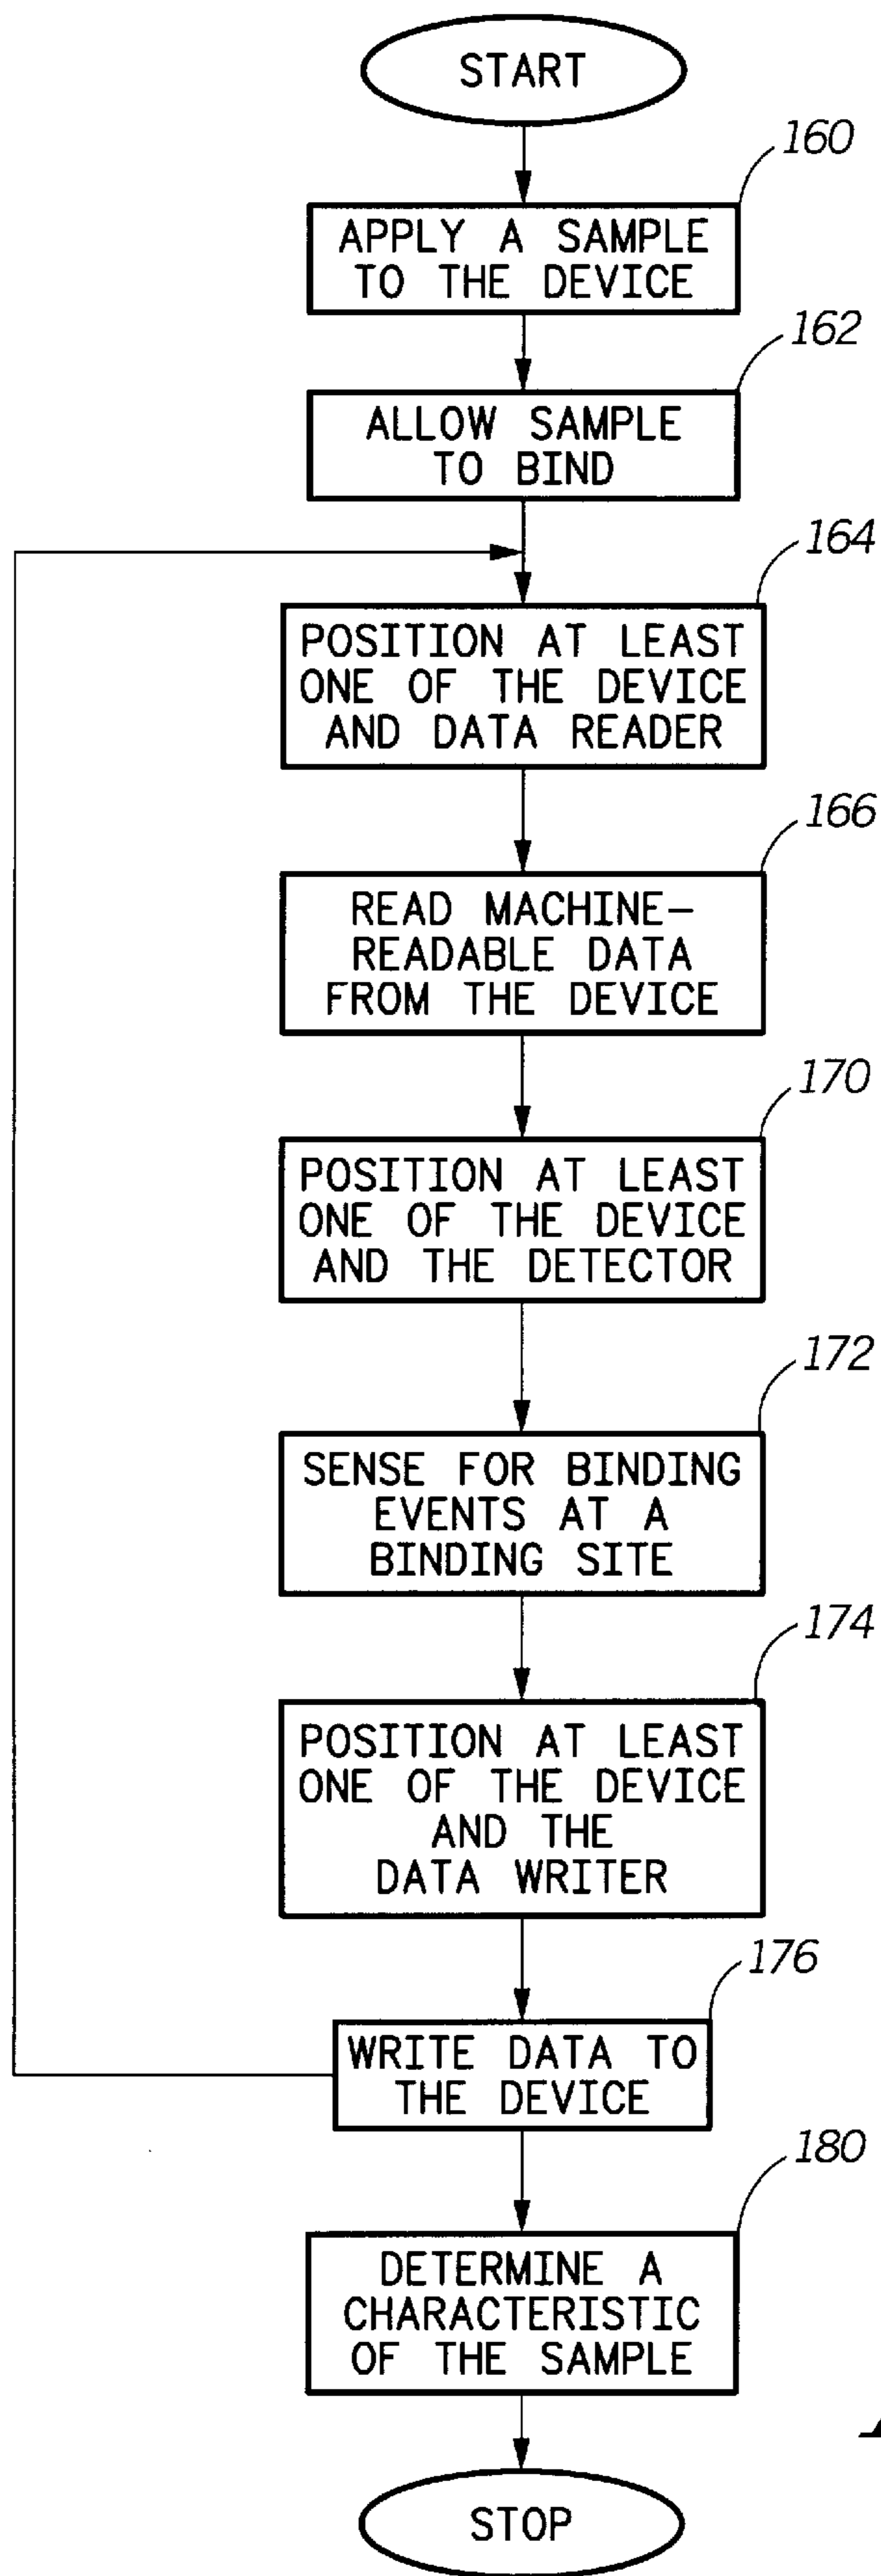 START
160
APPLY A SAMPLE
TO THE DEVICE
162
ALLOW SAMPLE
TO BIND
164
POSITION AT LEAST
ONE OF THE DEVICE
AND DATA READER
166
READ MACHINE-
READABLE DATA
FROM THE DEVICE
170
POSITION AT LEAST
ONE OF THE DEVICE
AND THE DETECTOR
172
SENSE FOR BINDING
EVENTS AT A
BINDING SITE
174
POSITION AT LEAST
ONE OF THE DEVICE
AND THE
DATA WRITER
176
WRITE DATA TO
THE DEVICE
180
DETERMINE A
CHARACTERISTIC
OF THE SAMPLE
STOP